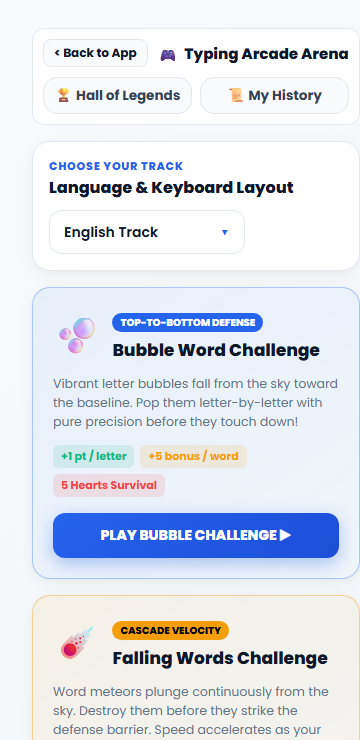 < Back to App
Typing Arcade Arena
Hall of Legends
My History
CHOOSE YOUR TRACK
Language & Keyboard Layout
English Track
TOP-TO-BOTTOM DEFENSE
Bubble Word Challenge
Vibrant letter bubbles fall from the sky toward
the baseline. Pop them letter-by-letter with
pure precision before they touch down!
+1 pt / letter
+5 bonus / word
5 Hearts Survival
PLAY BUBBLE CHALLENGE ▶
CASCADE VELOCITY
Falling Words Challenge
Word meteors plunge continuously from the
sky. Destroy them before they strike the
defense barrier. Speed accelerates as your